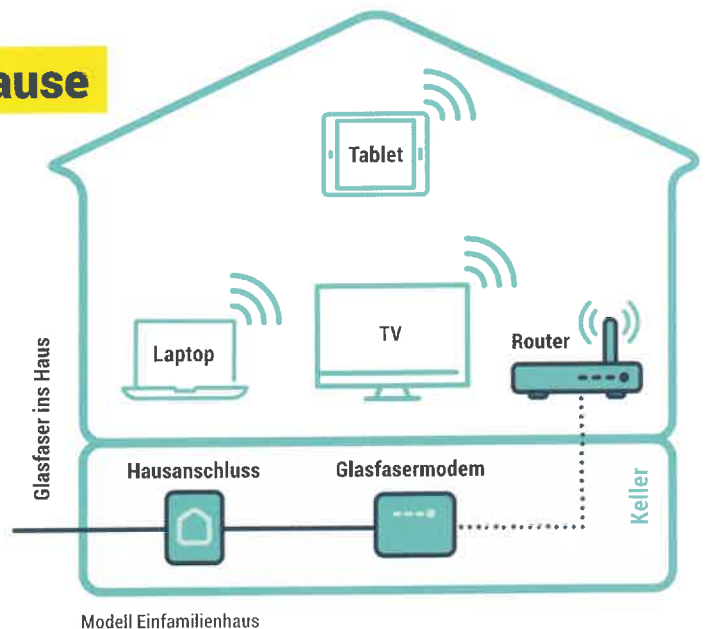 ause
Tablet
Laptop
TV
Router
Glasfaser ins Haus
Hausanschluss
Glasfasermodem
Keller
Modell Einfamilienhaus